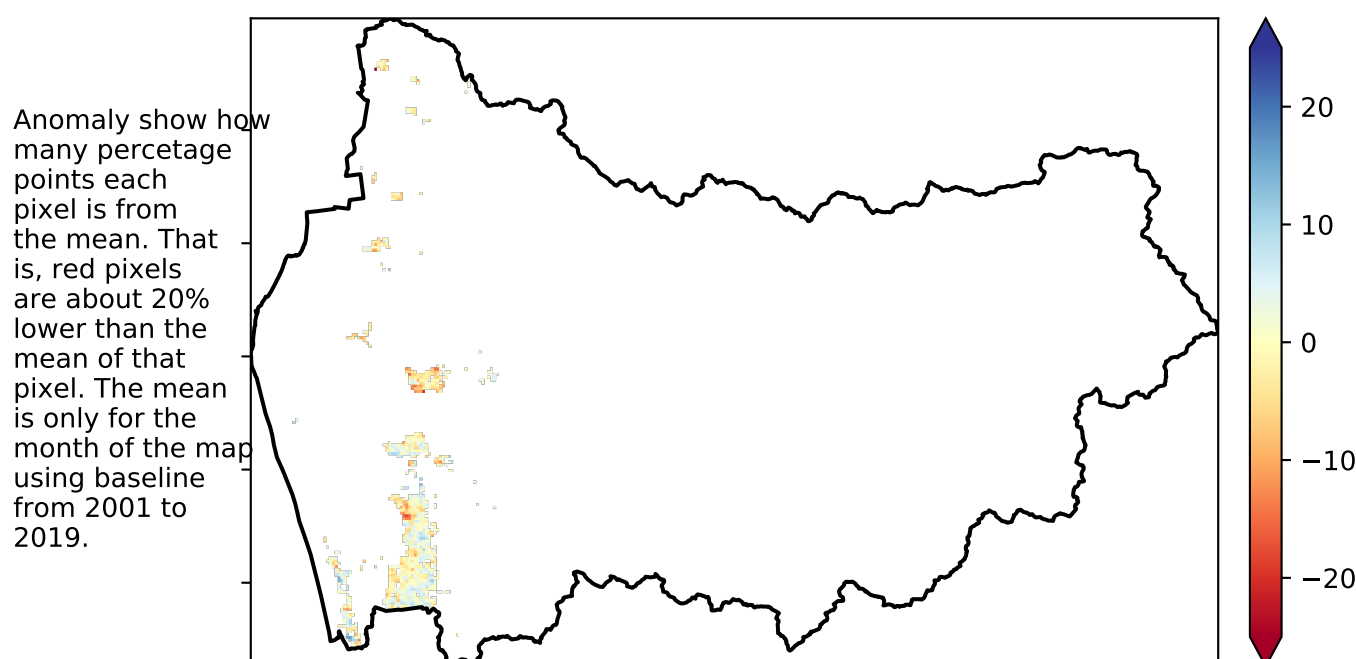 Anomaly show how
many percetage
points each
pixel is from
the mean. That
is, red pixels
are about 20%
lower than the
mean of that
pixel. The mean
is only for the
month of the map
using baseline
from 2001 to
2019.
20
10
0
−10
−20